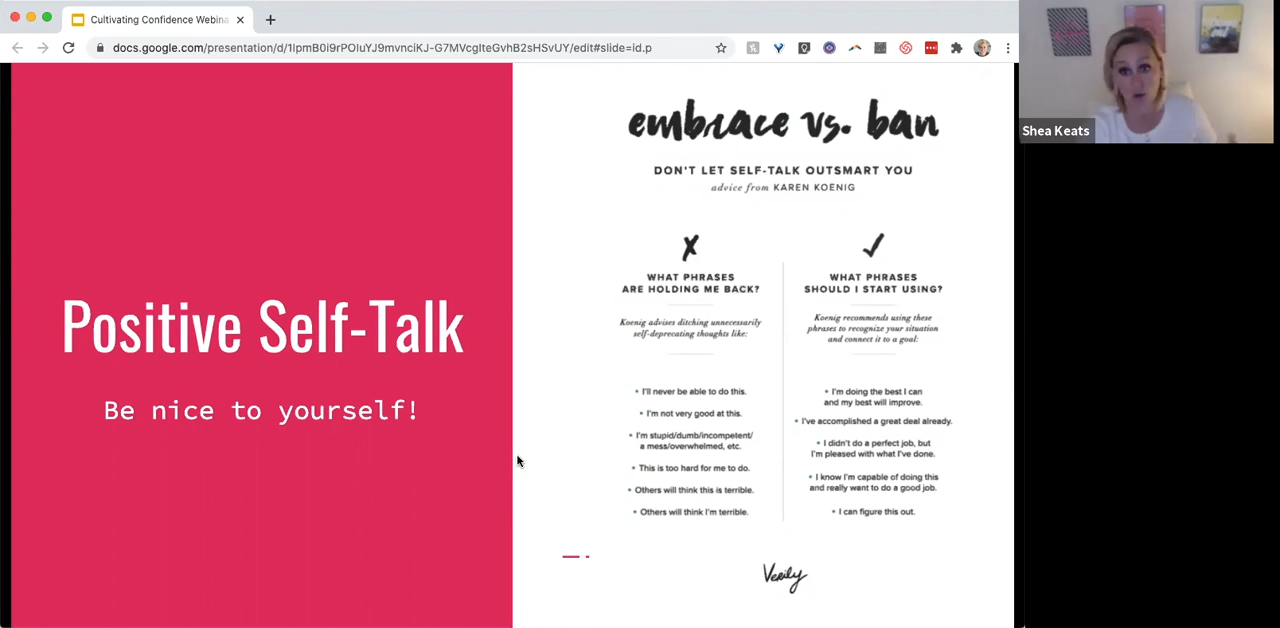 Cultivating Confidence Webina
docs.google.com/presentation/d/1lpmB0i9rPOluYJ9mvnciKJ-G7MVcglteGvhB2sHSvUY/edit#slide=id.p
Shea Keats
Positive Self-Talk
Be nice to yourself!
embrace vs. ban
DON'T LET SELF-TALK OUTSMART YOU
advice from KAREN KOENIG
WHAT PHRASES
ARE HOLDING ME BACK?
Koenig advises ditching unnecessarily
self-deprecating thoughts like:
• I'll never be able to do this.
• I'm not very good at this.
• I'm stupid/dumb/incompetent/
a mess/overwhelmed, etc.
• This is too hard for me to do.
• Others will think this is terrible.
• Others will think I'm terrible.
WHAT PHRASES
SHOULD I START USING?
Koenig recommends using these
phrases to recognize your situation
and connect it to a goal:
• I'm doing the best I can
and my best will improve.
• I've accomplished a great deal already.
• I didn't do a perfect job, but
I'm pleased with what I've done.
• I know I'm capable of doing this
and really want to do a good job.
• I can figure this out.
Verily